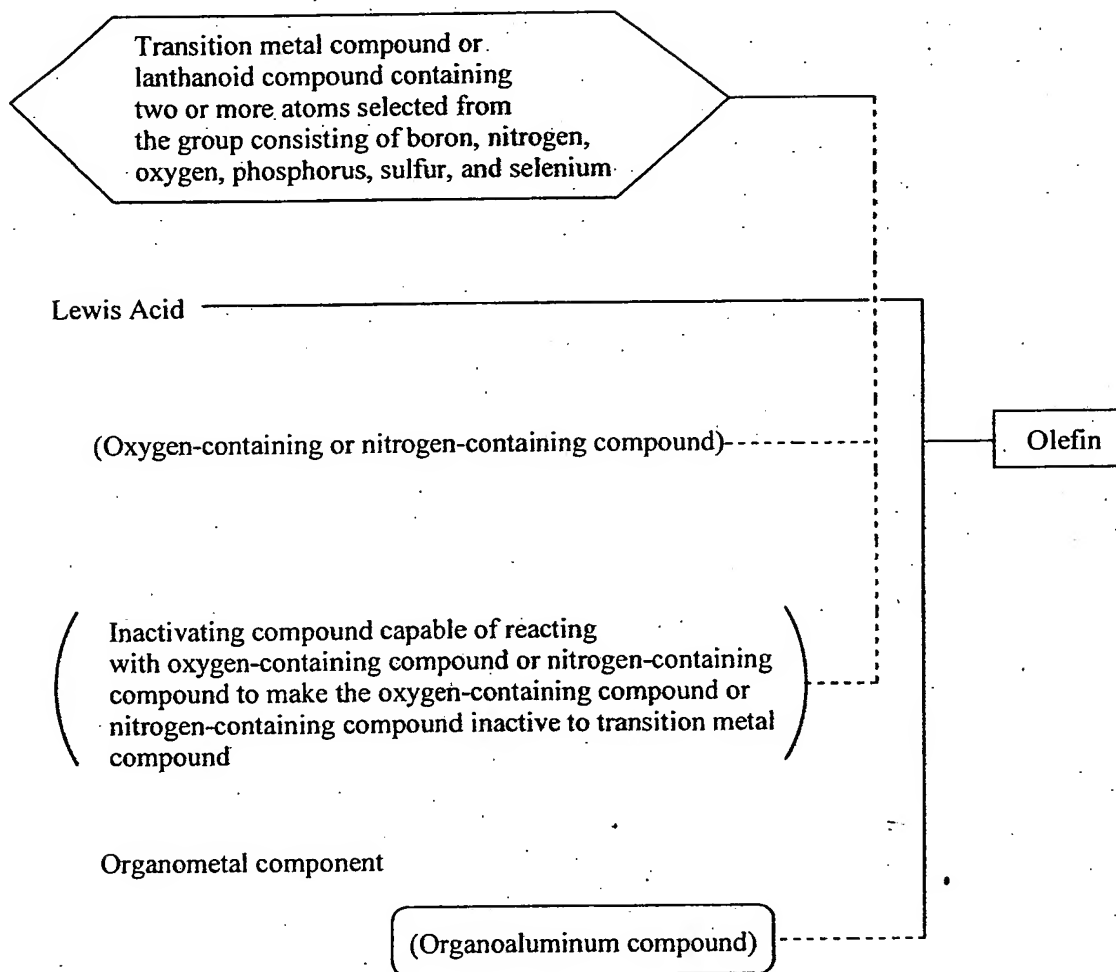 Transition metal compound or
lanthanoid compound containing
two or more atoms selected from
the group consisting of boron, nitrogen,
oxygen, phosphorus, sulfur, and selenium
Lewis Acid
(Oxygen-containing or nitrogen-containing compound)
Olefin
Inactivating compound capable of reacting
with oxygen-containing compound or nitrogen-containing
compound to make the oxygen-containing compound or
nitrogen-containing compound inactive to transition metal
compound
Organometal component
(Organoaluminum compound)